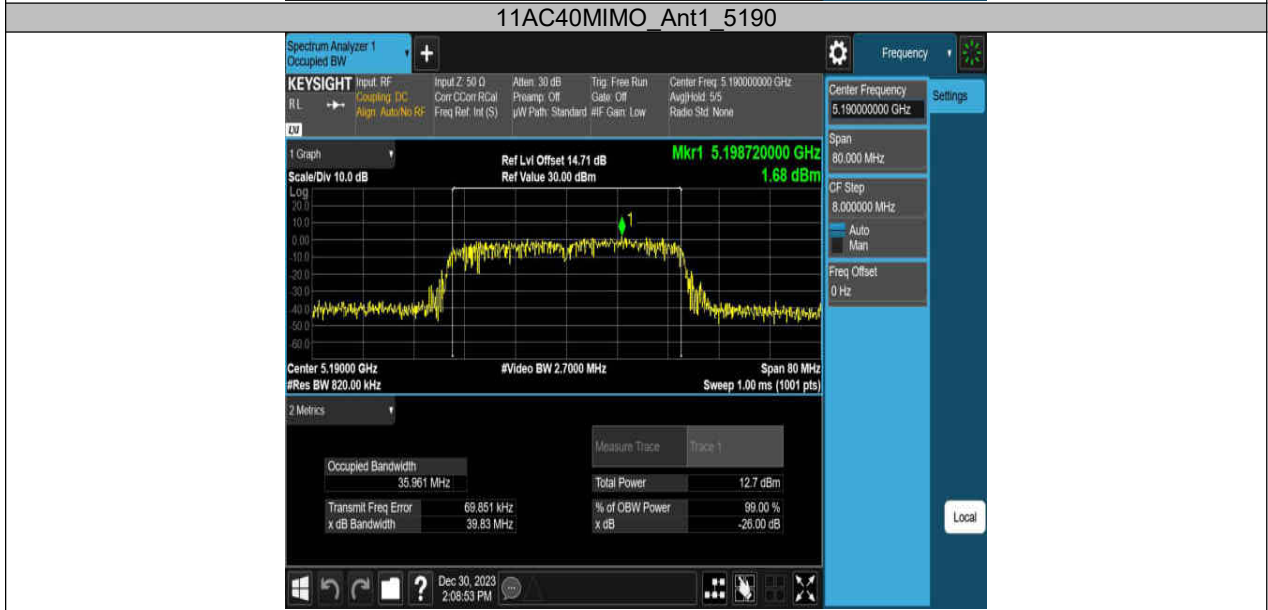 11AC40MIMO_Ant1_5190
Spectrum Analyzer 1
Occupied BW
+
Frequency
KEYSIGHT
RL
LXI
Input: RF
Coupling: DC
Align: Auto/No RF
Input Z: 50 Ω
Corr CCorr RCal
Freq Ref: Int (S)
Atten: 30 dB
Preamp: Off
µW Path: Standard
Trig: Free Run
Gate: Off
#IF Gain: Low
Center Freq: 5.190000000 GHz
Avg|Hold: 5/5
Radio Std: None
Center Frequency
5.190000000 GHz
Settings
Span
80.000 MHz
CF Step
8.000000 MHz
Auto
Man
Freq Offset
0 Hz
Local
1 Graph
Scale/Div 10.0 dB
Ref Lvl Offset 14.71 dB
Ref Value 30.00 dBm
Mkr1 5.198720000 GHz
1.68 dBm
Log
20.0
10.0
0.00
-10.0
-20.0
-30.0
-40.0
-50.0
-60.0
1
Center 5.19000 GHz
#Res BW 820.00 kHz
#Video BW 2.7000 MHz
Span 80 MHz
Sweep 1.00 ms (1001 pts)
2 Metrics
Measure Trace Trace 1
Occupied Bandwidth
35.961 MHz
Total Power 12.7 dBm
Transmit Freq Error 69.851 kHz
% of OBW Power 99.00 %
x dB Bandwidth 39.83 MHz
x dB -26.00 dB
?
Dec 30, 2023
2:08:53 PM